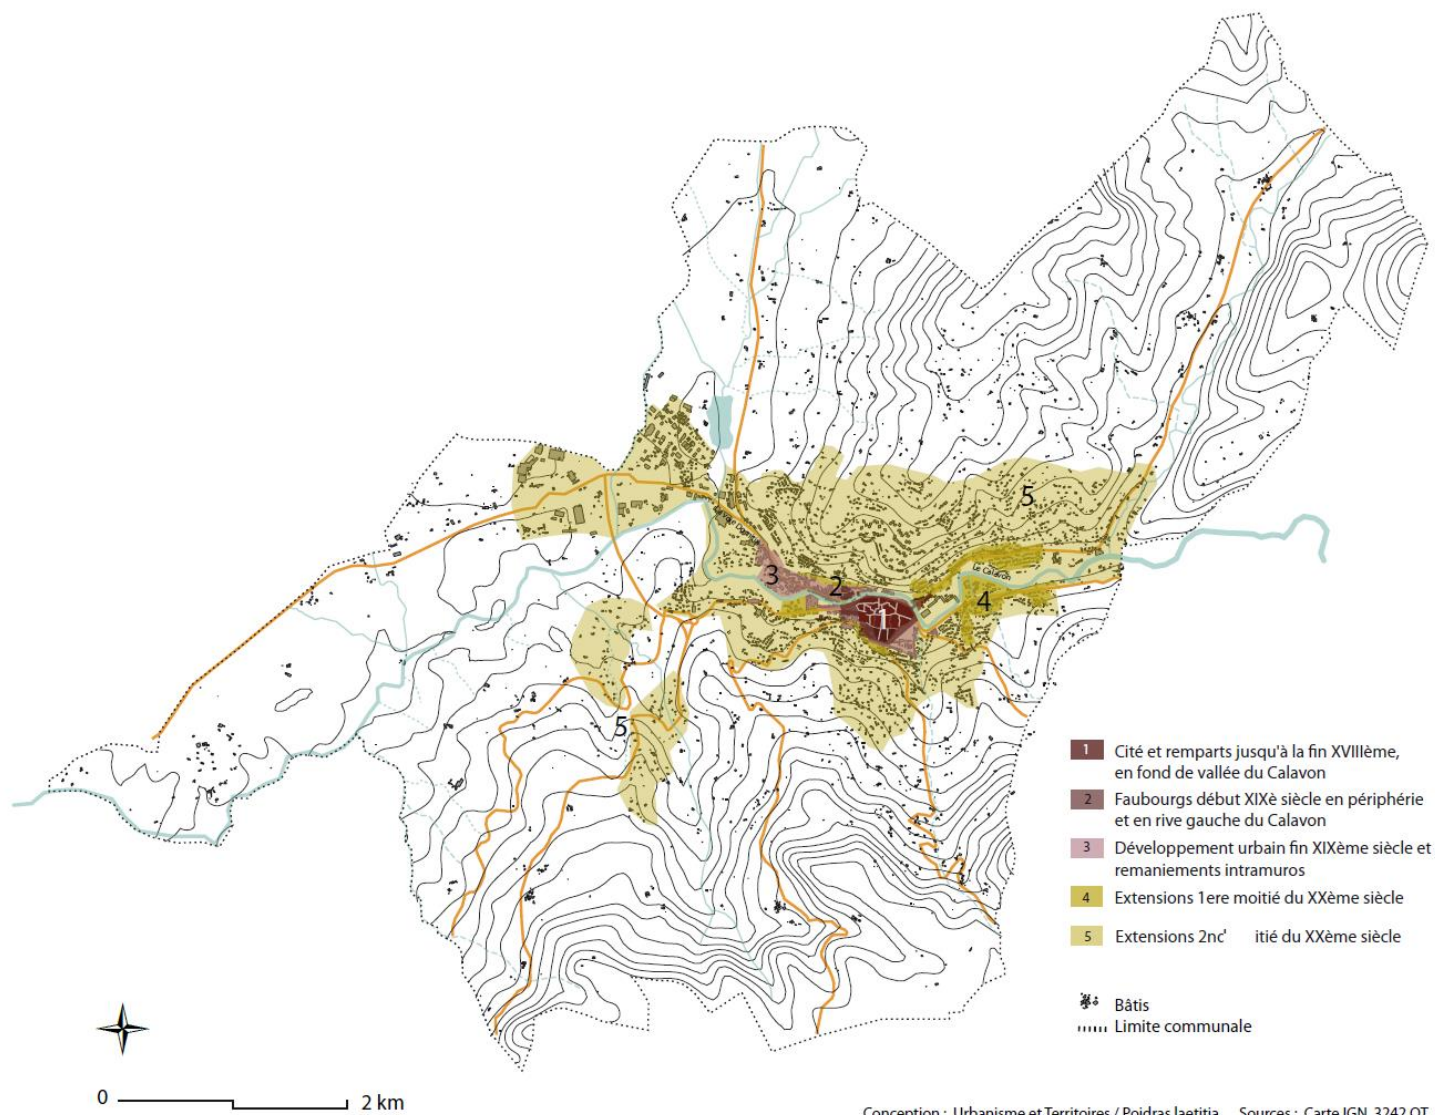 5
3
2
Le Calavon
4
1
5
1 Cité et remparts jusqu'à la fin XVIIIème,
en fond de vallée du Calavon
2 Faubourgs début XIXè siècle en périphérie
et en rive gauche du Calavon
3 Développement urbain fin XIXème siècle et
remaniements intramuros
4 Extensions 1ere moitié du XXème siècle
5 Extensions 2nc' itié du XXème siècle
Bâtis
Limite communale
0 2 km
Conception : Urbanisme et Territoires / Poidras laetitia Sources : Carte IGN 3242 OT